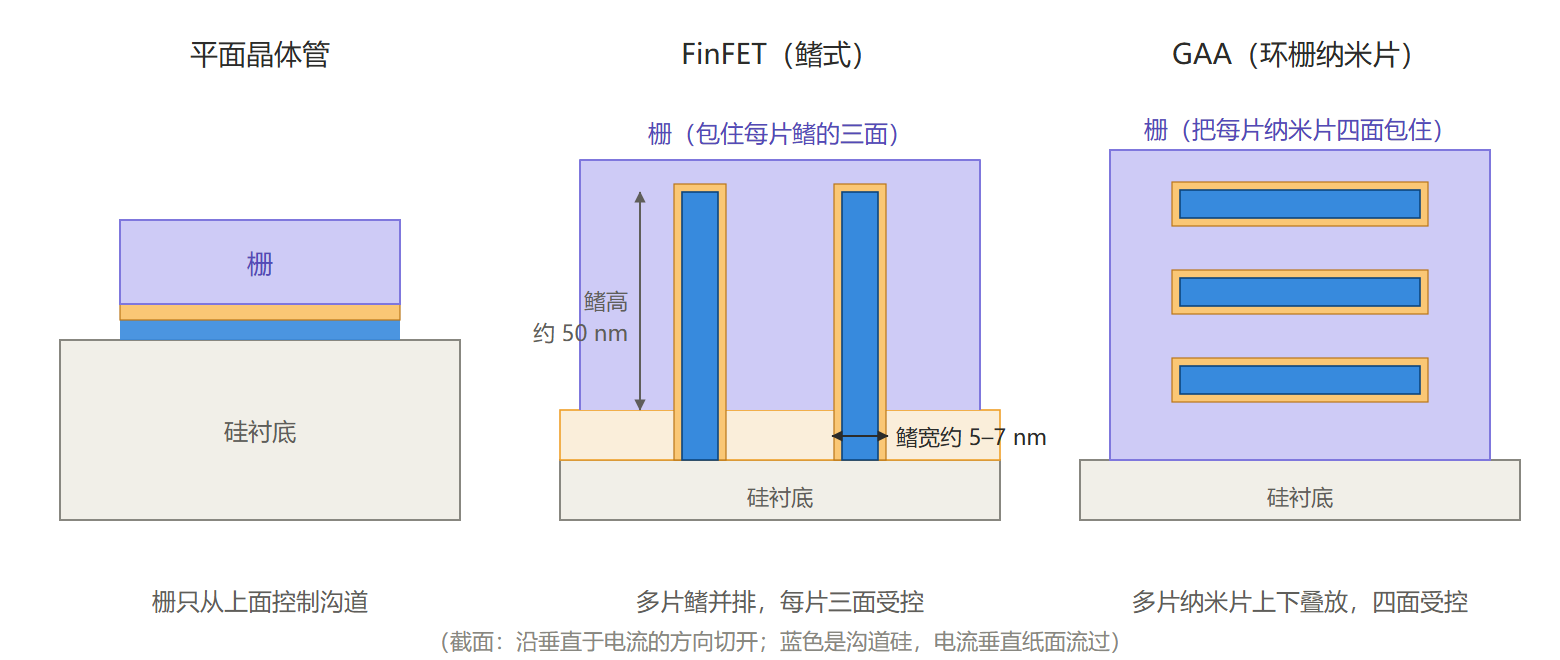 平面晶体管
FinFET（鳍式）
GAA（环栅纳米片）
栅（包住每片鳍的三面）
栅（把每片纳米片四面包住）
栅
鳍高
约 50 nm
硅衬底
鳍宽约 5–7 nm
硅衬底
硅衬底
栅只从上面控制沟道
多片鳍并排，每片三面受控
多片纳米片上下叠放，四面受控
（截面：沿垂直于电流的方向切开；蓝色是沟道硅，电流垂直纸面流过）